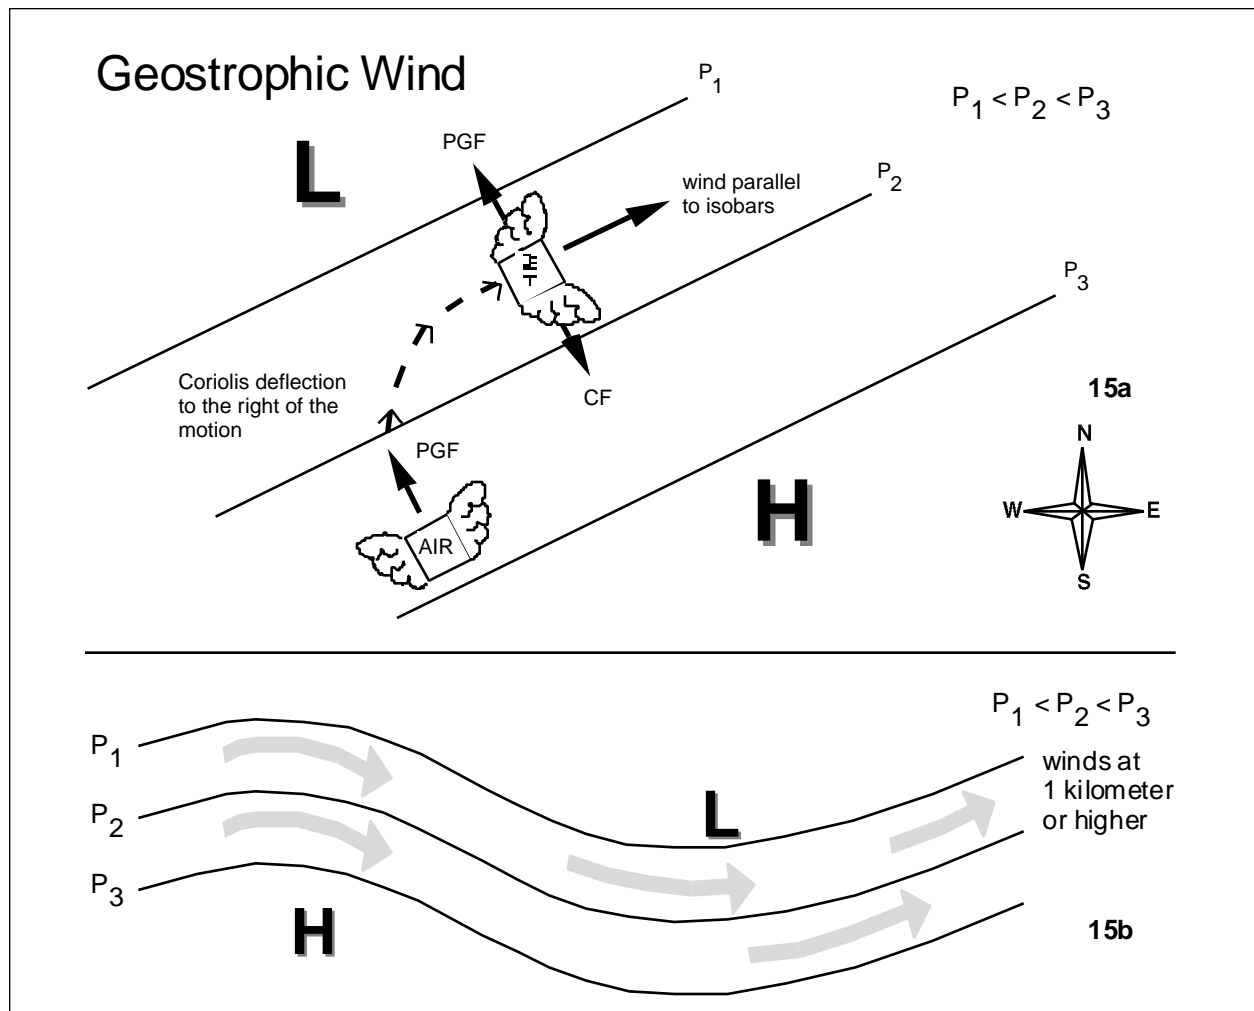 Geostrophic Wind
P1
P1 < P2 < P3
L
PGF
P2
wind parallel
to isobars
P3
Coriolis deflection
to the right of the
motion
CF
15a
PGF
AIR
H
N
W
E
S
P1 < P2 < P3
P1
winds at
1 kilometer
or higher
L
P2
P3
H
15b